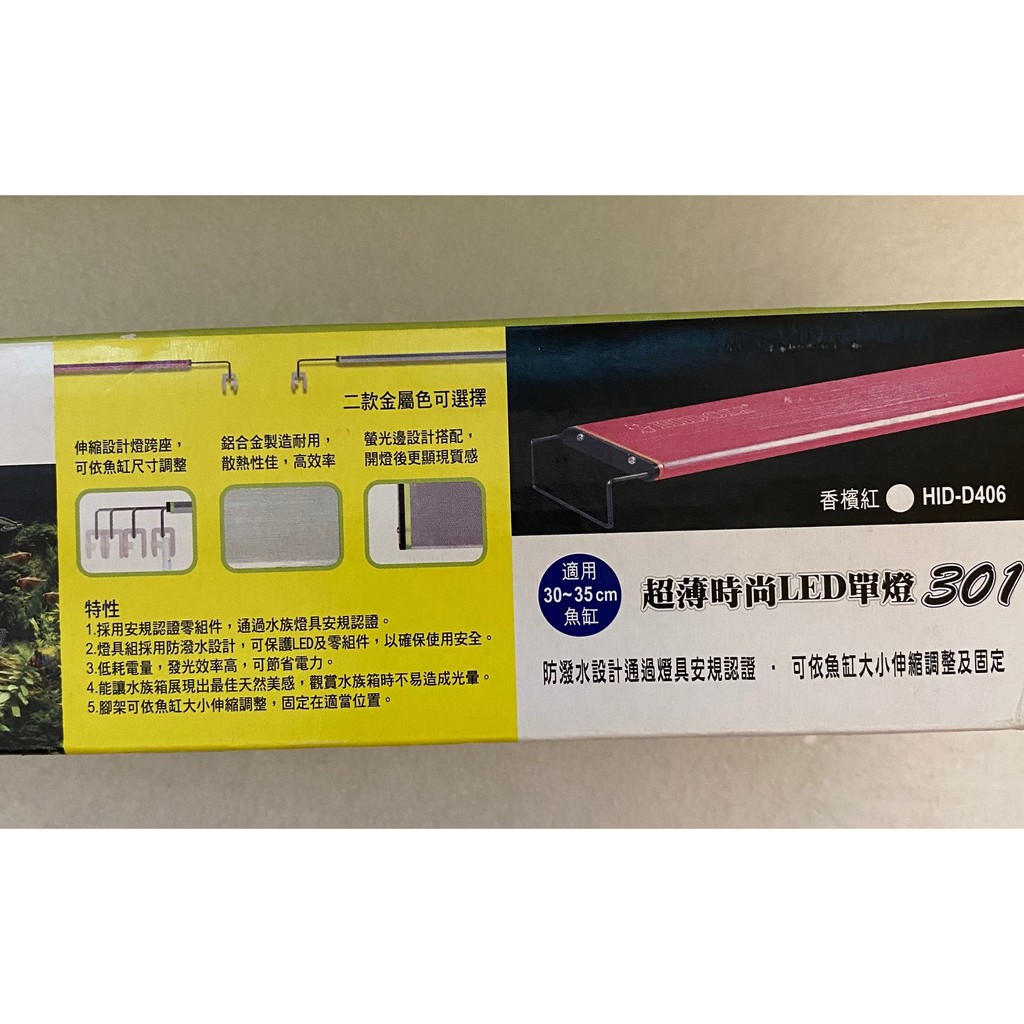 二款金屬色可選擇
伸縮設計燈跨座，
可依魚缸尺寸調整
鋁合金製造耐用，
散熱性佳，高效率
螢光邊設計搭配，
開燈後更顯現質感
特性
1.採用安規認證零組件，通過水族燈具安規認證。
2.燈具組採用防潑水設計，可保護LED及零組件，以確保使用安全。
3.低耗電量，發光效率高，可節省電力。
4.能讓水族箱展現出最佳天然美感，觀賞水族箱時不易造成光暈。
5.腳架可依魚缸大小伸縮調整，固定在適當位置。
香檳紅 HID-D406
適用
30~35cm
魚缸
超薄時尚LED單燈 301
防潑水設計通過燈具安規認證 · 可依魚缸大小伸縮調整及固定